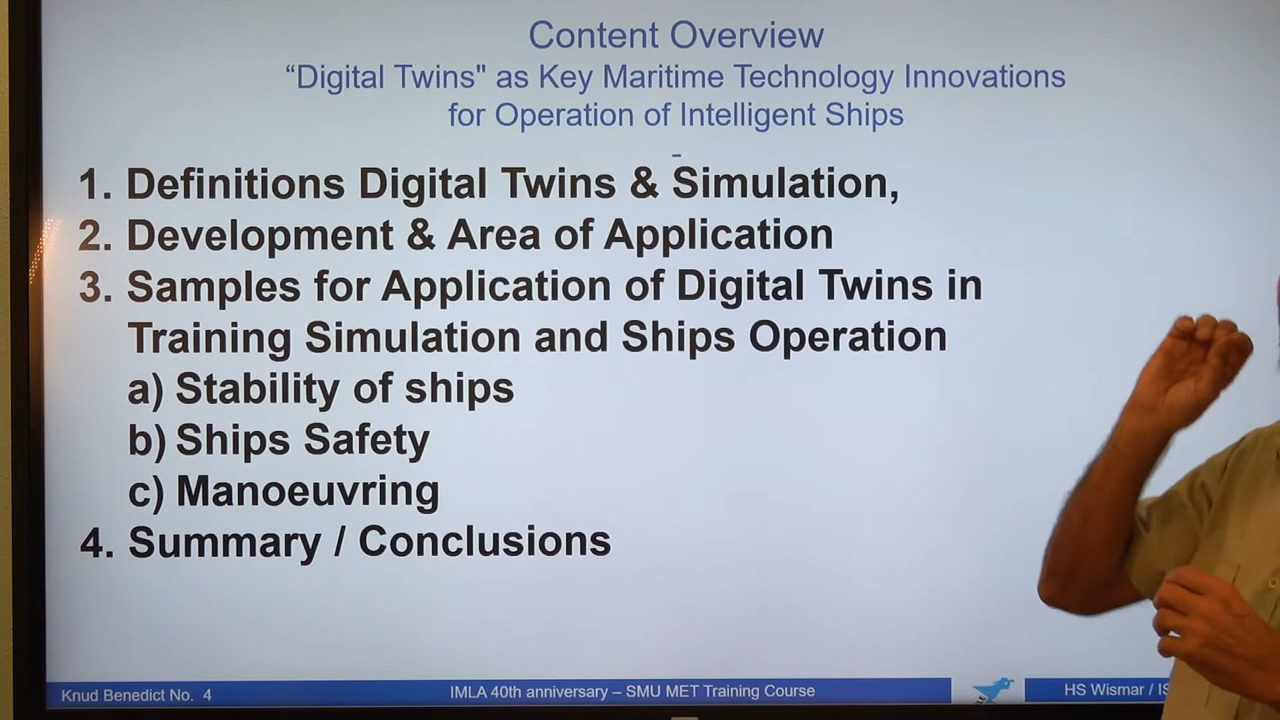 Content Overview
“Digital Twins" as Key Maritime Technology Innovations
for Operation of Intelligent Ships
-
1. Definitions Digital Twins & Simulation,
2. Development & Area of Application
3. Samples for Application of Digital Twins in
Training Simulation and Ships Operation
a) Stability of ships
b) Ships Safety
c) Manoeuvring
4. Summary / Conclusions
Knud Benedict No. 4
IMLA 40th anniversary – SMU MET Training Course
HS Wismar /